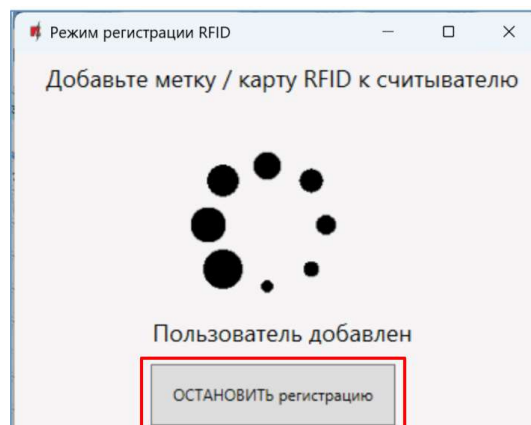 Режим регистрации RFID
Добавьте метку / карту RFID к считывателю
Пользователь добавлен
ОСТАНОВИТЬ регистрацию